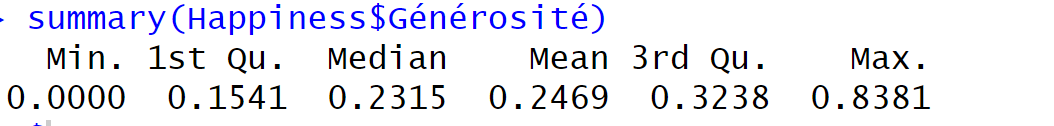 > summary(Happiness$Générosité)
Min. 1st Qu. Median Mean 3rd Qu. Max.
0.0000 0.1541 0.2315 0.2469 0.3238 0.8381